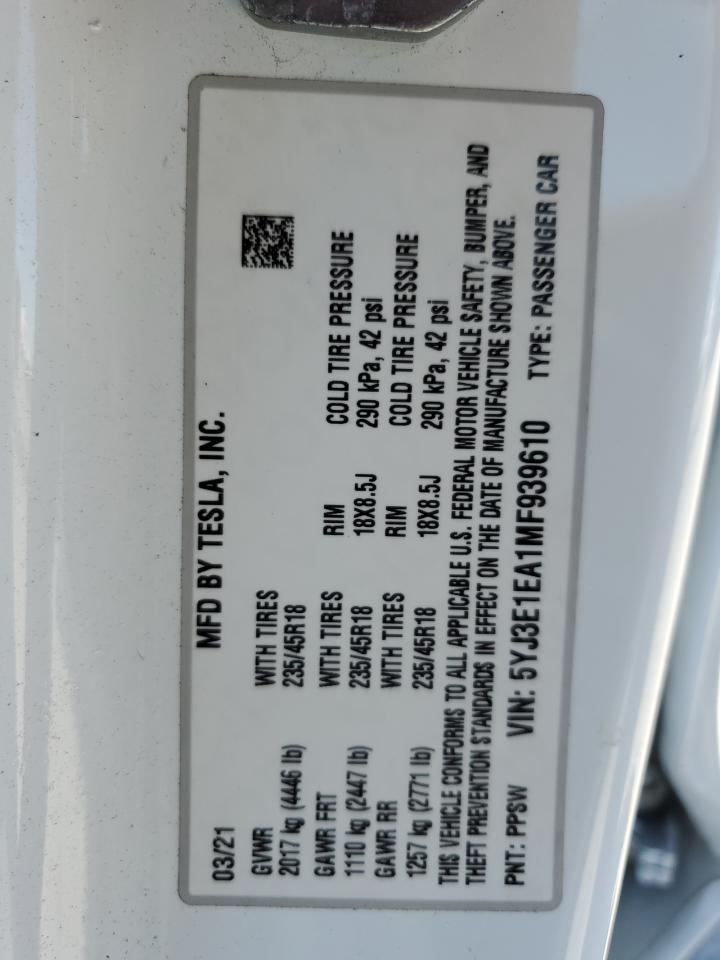 03/21 MFD BY TESLA, INC.
GVWR WITH TIRES
2017 kg (4446 lb) 235/45R18
GAWR FRT WITH TIRES RIM COLD TIRE PRESSURE
1110 kg (2447 lb) 235/45R18 18X8.5J 290 kPa, 42 psi
GAWR RR WITH TIRES RIM COLD TIRE PRESSURE
1257 kg (2771 lb) 235/45R18 18X8.5J 290 kPa, 42 psi
THIS VEHICLE CONFORMS TO ALL APPLICABLE U.S. FEDERAL MOTOR VEHICLE SAFETY, BUMPER, AND
THEFT PREVENTION STANDARDS IN EFFECT ON THE DATE OF MANUFACTURE SHOWN ABOVE.
PNT: PPSW VIN: 5YJ3E1EA1MF939610 TYPE: PASSENGER CAR